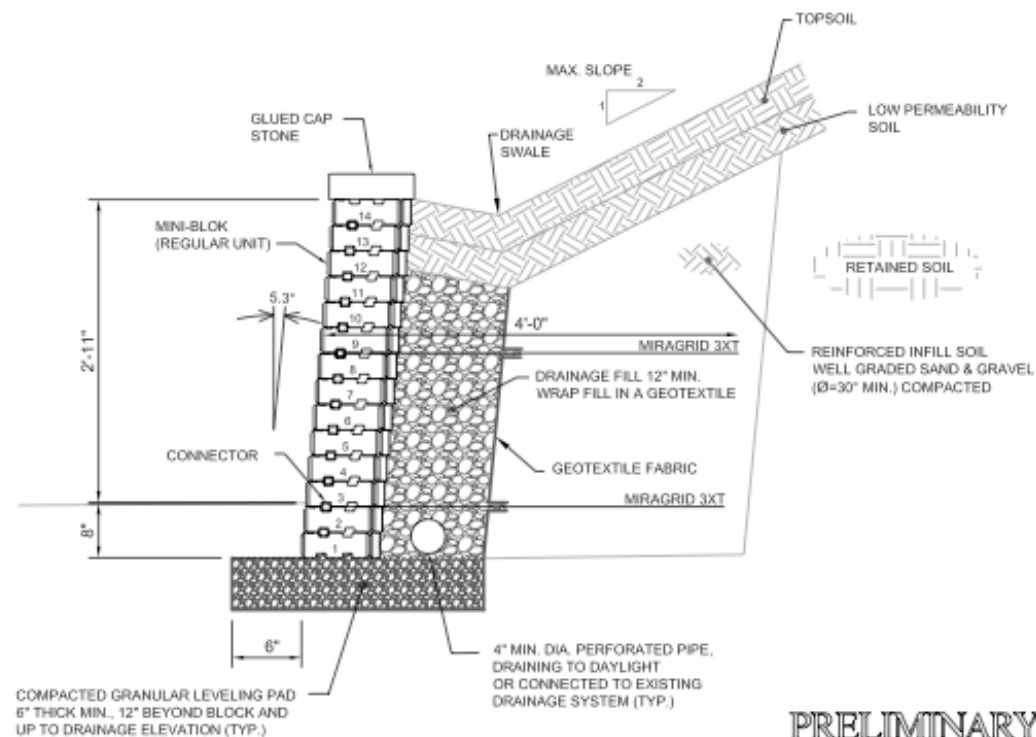 TOPSOIL
MAX. SLOPE
2
1
LOW PERMEABILITY
SOIL
GLUED CAP
STONE
DRAINAGE
SWALE
MINI-BLOK
(REGULAR UNIT)
14
13
12
11
10
9
8
7
6
5
4
3
2
1
5.3°
2'-11"
8"
4'-0"
RETAINED SOIL
MIRAGRID 3XT
REINFORCED INFILL SOIL
WELL GRADED SAND & GRAVEL
(Ø=30° MIN.) COMPACTED
DRAINAGE FILL 12" MIN.
WRAP FILL IN A GEOTEXTILE
CONNECTOR
GEOTEXTILE FABRIC
MIRAGRID 3XT
6"
4" MIN. DIA. PERFORATED PIPE,
DRAINING TO DAYLIGHT
OR CONNECTED TO EXISTING
DRAINAGE SYSTEM (TYP.)
COMPACTED GRANULAR LEVELING PAD
6" THICK MIN., 12" BEYOND BLOCK AND
UP TO DRAINAGE ELEVATION (TYP.)
PRELIMINARY